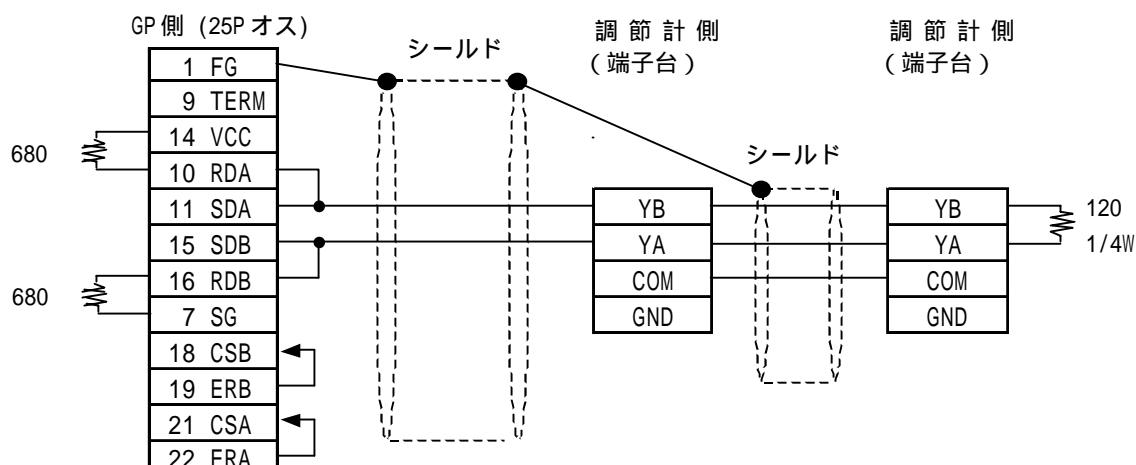 GP側 (25Pオス)
シールド
調節計側
(端子台)
調節計側
(端子台)
1 FG
9 TERM
14 VCC
680
10 RDA
シールド
11 SDA
YB
YB
120
15 SDB
YA
YA
1/4W
16 RDB
COM
COM
680
7 SG
GND
GND
18 CSB
19 ERB
21 CSA
22 ERA